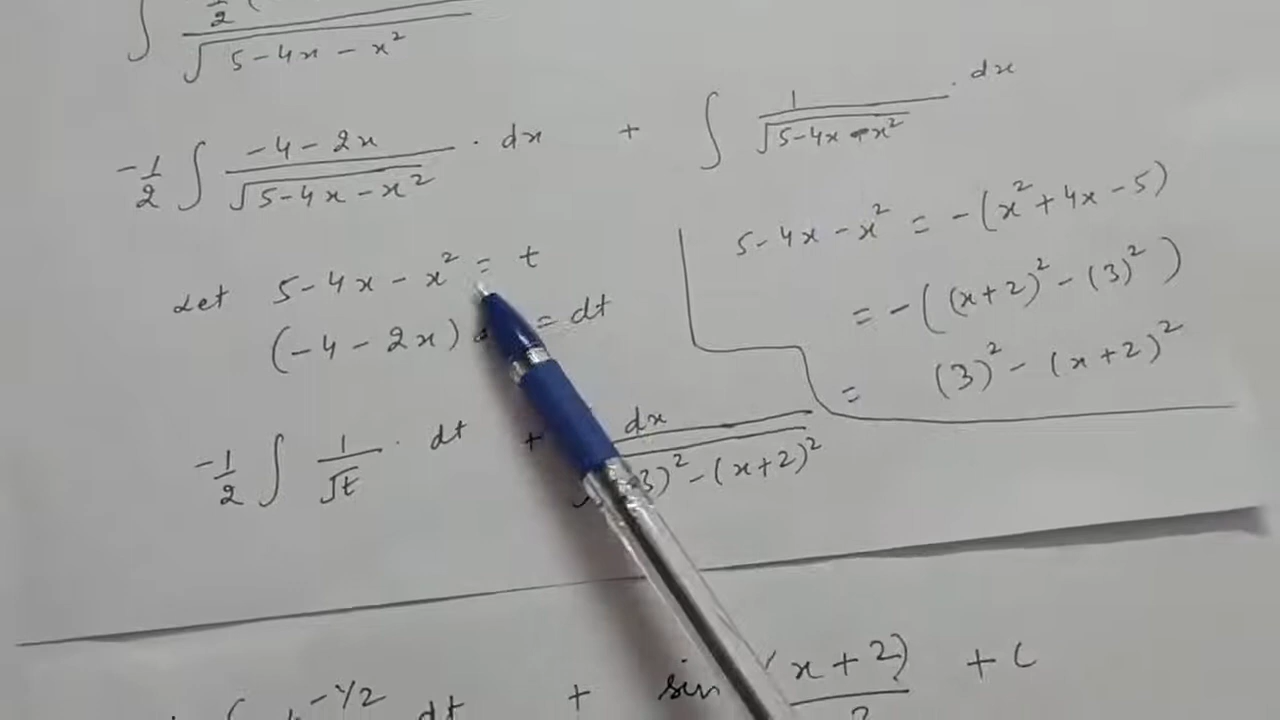 ∫ 1/2 ( / √(5-4x-x²)
-1/2 ∫ (-4-2x)/√(5-4x-x²) . dx + ∫ 1/√(5-4x-x²) . dx
Let 5-4x-x² = t
(-4-2x) = dt
5-4x-x² = -(x²+4x-5)
= -((x+2)²-(3)²)
= (3)²-(x+2)²
-1/2 ∫ 1/√t . dt + dx/√(3)²-(x+2)²
-1/2 dt + sin (x+2) + C